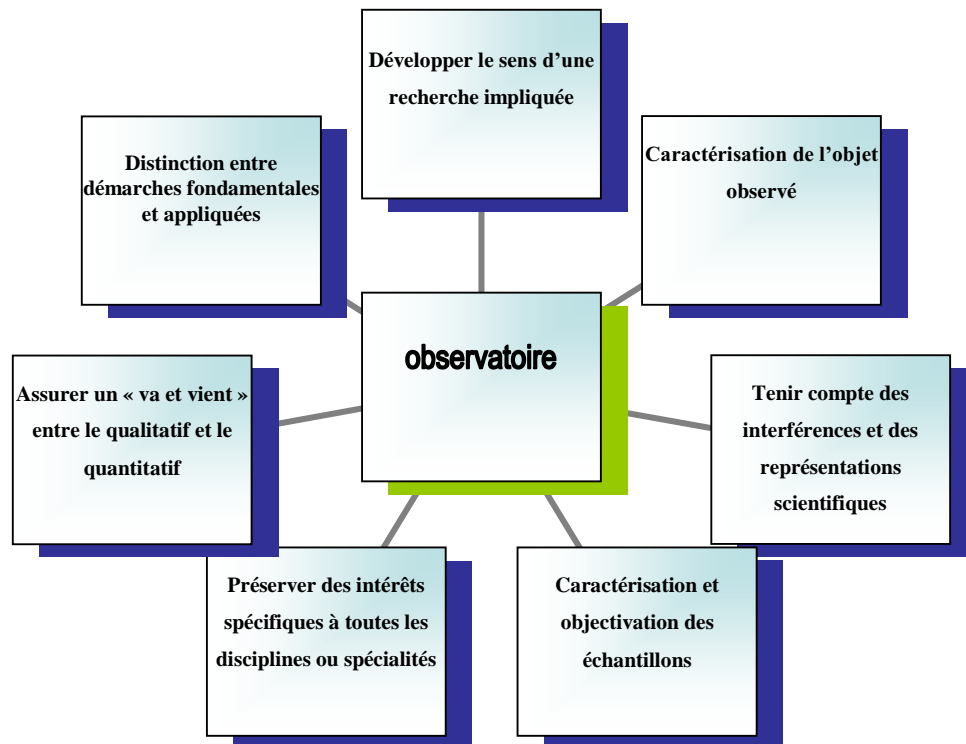 Développer le sens d’une
recherche impliquée
Distinction entre
démarches fondamentales
et appliquées
Caractérisation de l’objet
observé
observatoire
Assurer un « va et vient »
entre le qualitatif et le
quantitatif
Tenir compte des
interférences et des
représentations
scientifiques
Préserver des intérêts
spécifiques à toutes les
disciplines ou spécialités
Caractérisation et
objectivation des
échantillons